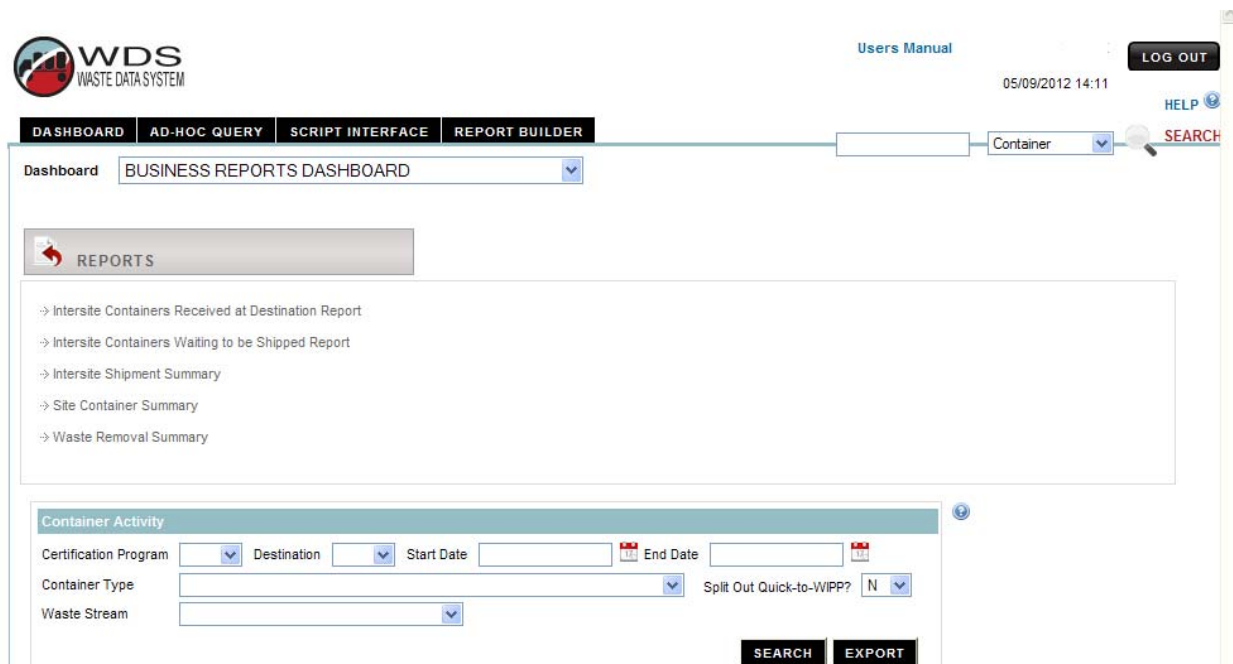 WDS
WASTE DATA SYSTEM
Users Manual
LOG OUT
05/09/2012 14:11
HELP
DASHBOARD AD-HOC QUERY SCRIPT INTERFACE REPORT BUILDER
Container
SEARCH
Dashboard BUSINESS REPORTS DASHBOARD
REPORTS
Intersite Containers Received at Destination Report
Intersite Containers Waiting to be Shipped Report
Intersite Shipment Summary
Site Container Summary
Waste Removal Summary
Container Activity
Certification Program Destination Start Date End Date
Container Type Split Out Quick-to-WIPP? N
Waste Stream
SEARCH EXPORT